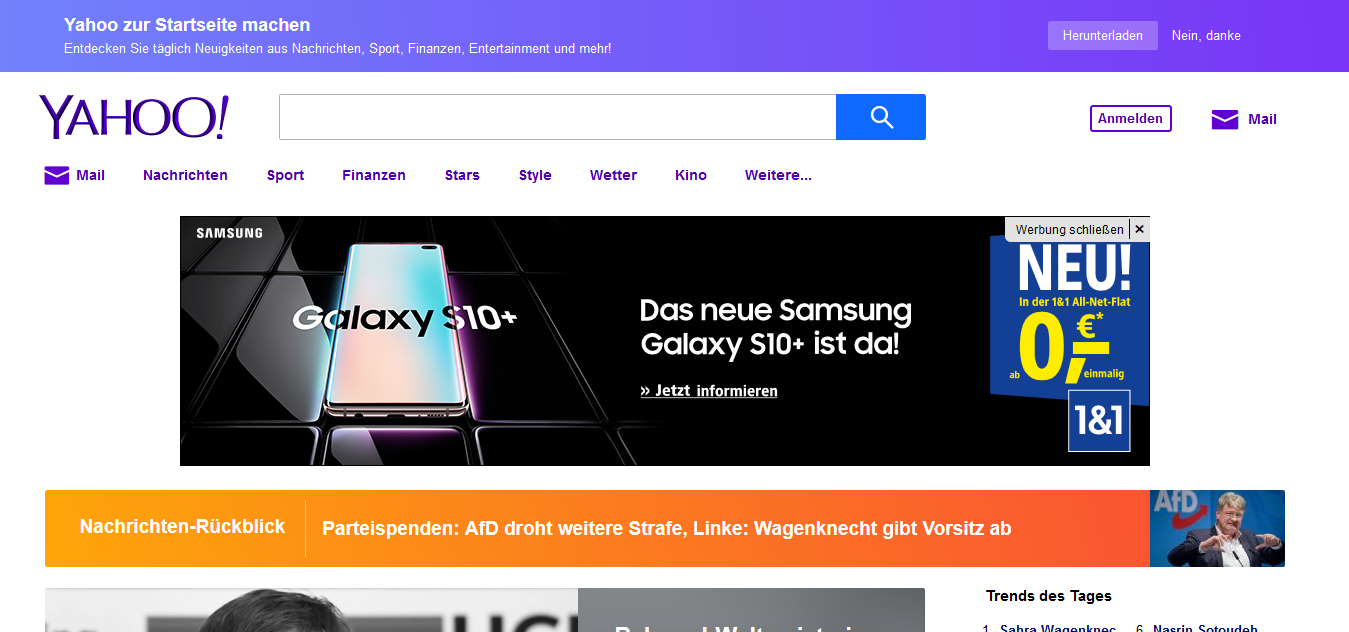 Yahoo zur Startseite machen
Entdecken Sie täglich Neuigkeiten aus Nachrichten, Sport, Finanzen, Entertainment und mehr!
Herunterladen
Nein, danke
YAHOO!
Anmelden
Mail
Mail
Nachrichten
Sport
Finanzen
Stars
Style
Wetter
Kino
Weitere...
SAMSUNG
Galaxy S10+
Das neue Samsung
Galaxy S10+ ist da!
» Jetzt informieren
Werbung schließen ×
NEU!
In der 1&1 All-Net-Flat
ab 0,- €* einmalig
1&1
Nachrichten-Rückblick
Parteispenden: AfD droht weitere Strafe, Linke: Wagenknecht gibt Vorsitz ab
AfD
Trends des Tages
1. Sahra Wagenknec...
6. Nasrin Sotoudeh